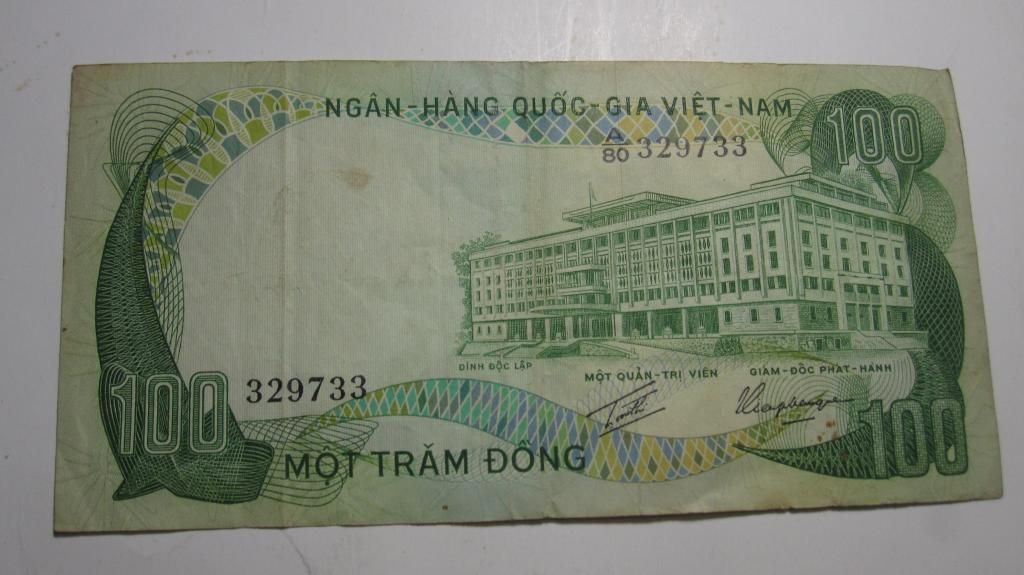 NGÂN-HÀNG QUỐC-GIA VIỆT-NAM
A/80 329733
100
DINH ĐỘC LẬP
MỘT QUẢN-TRỊ VIÊN
GIÁM-ĐỐC PHÁT-HÀNH
100 329733
100
MỘT TRĂM ĐỒNG